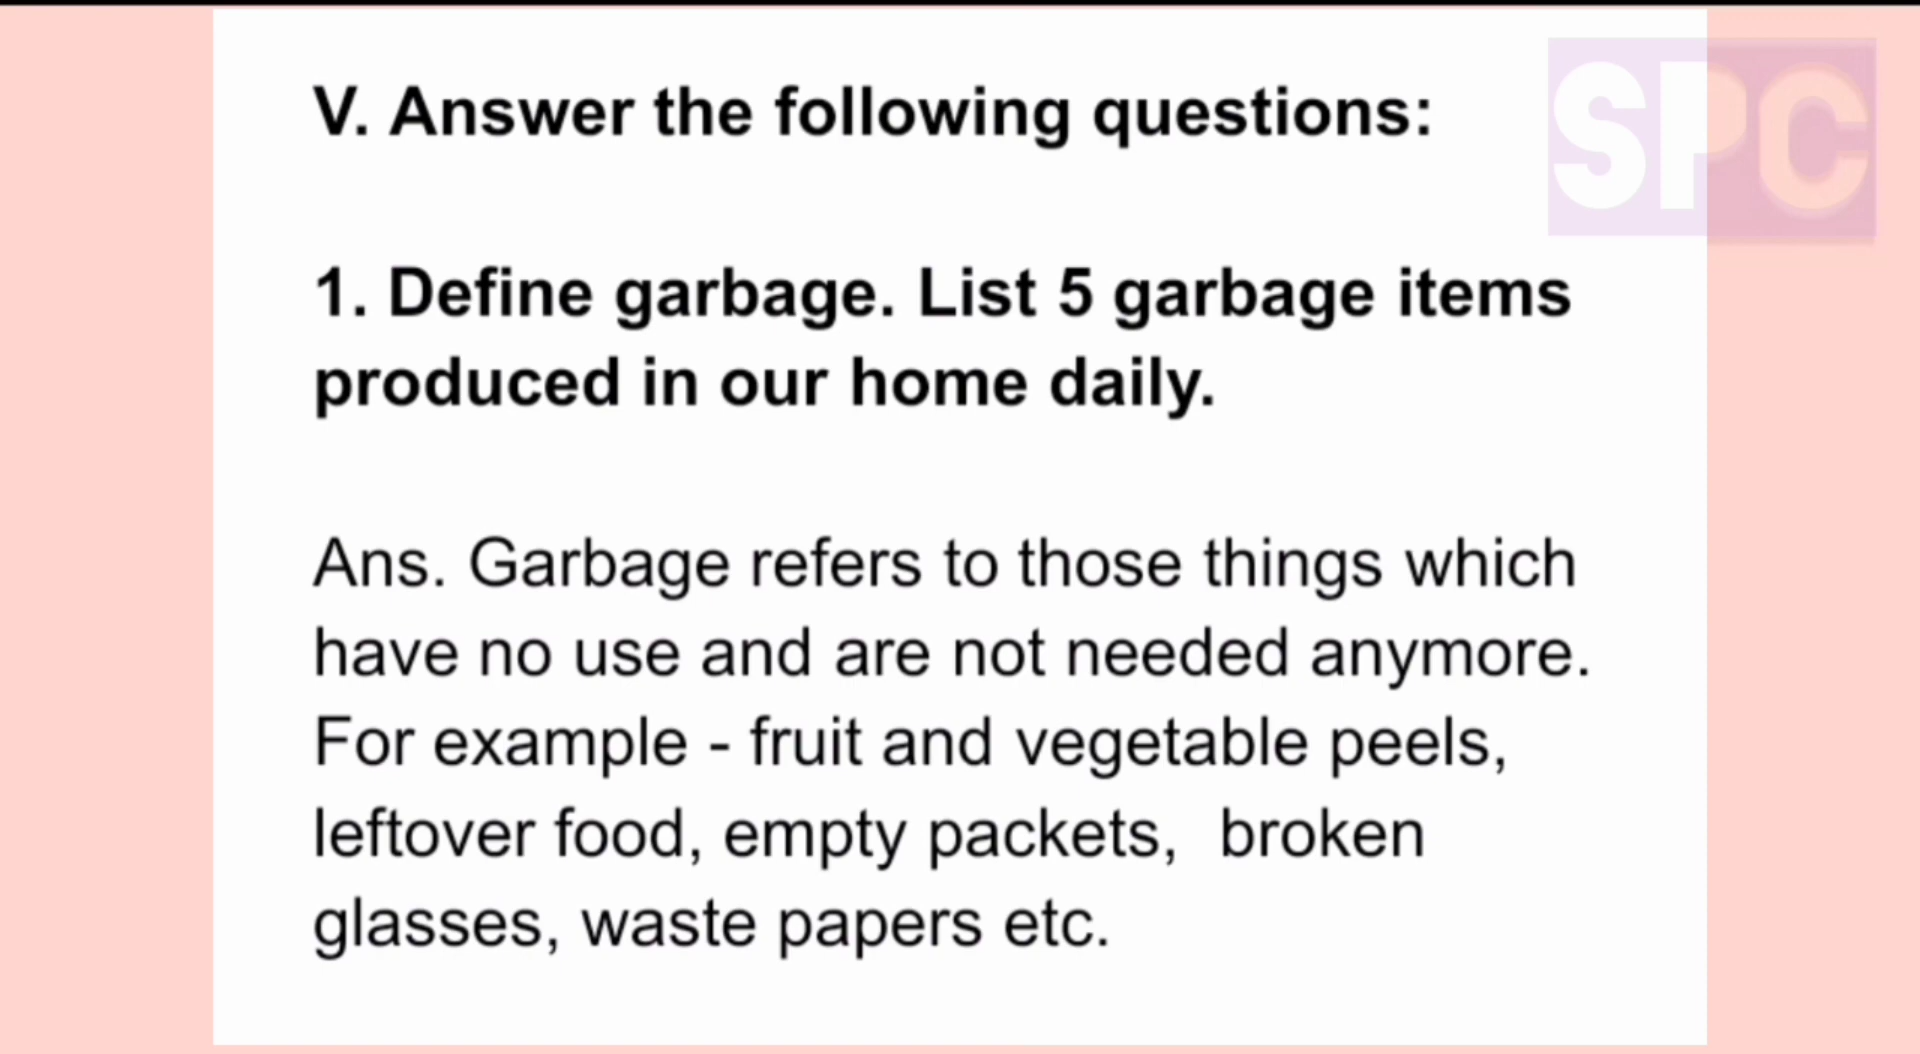 SPC
V. Answer the following questions:
1. Define garbage. List 5 garbage items
produced in our home daily.
Ans. Garbage refers to those things which
have no use and are not needed anymore.
For example - fruit and vegetable peels,
leftover food, empty packets,  broken
glasses, waste papers etc.